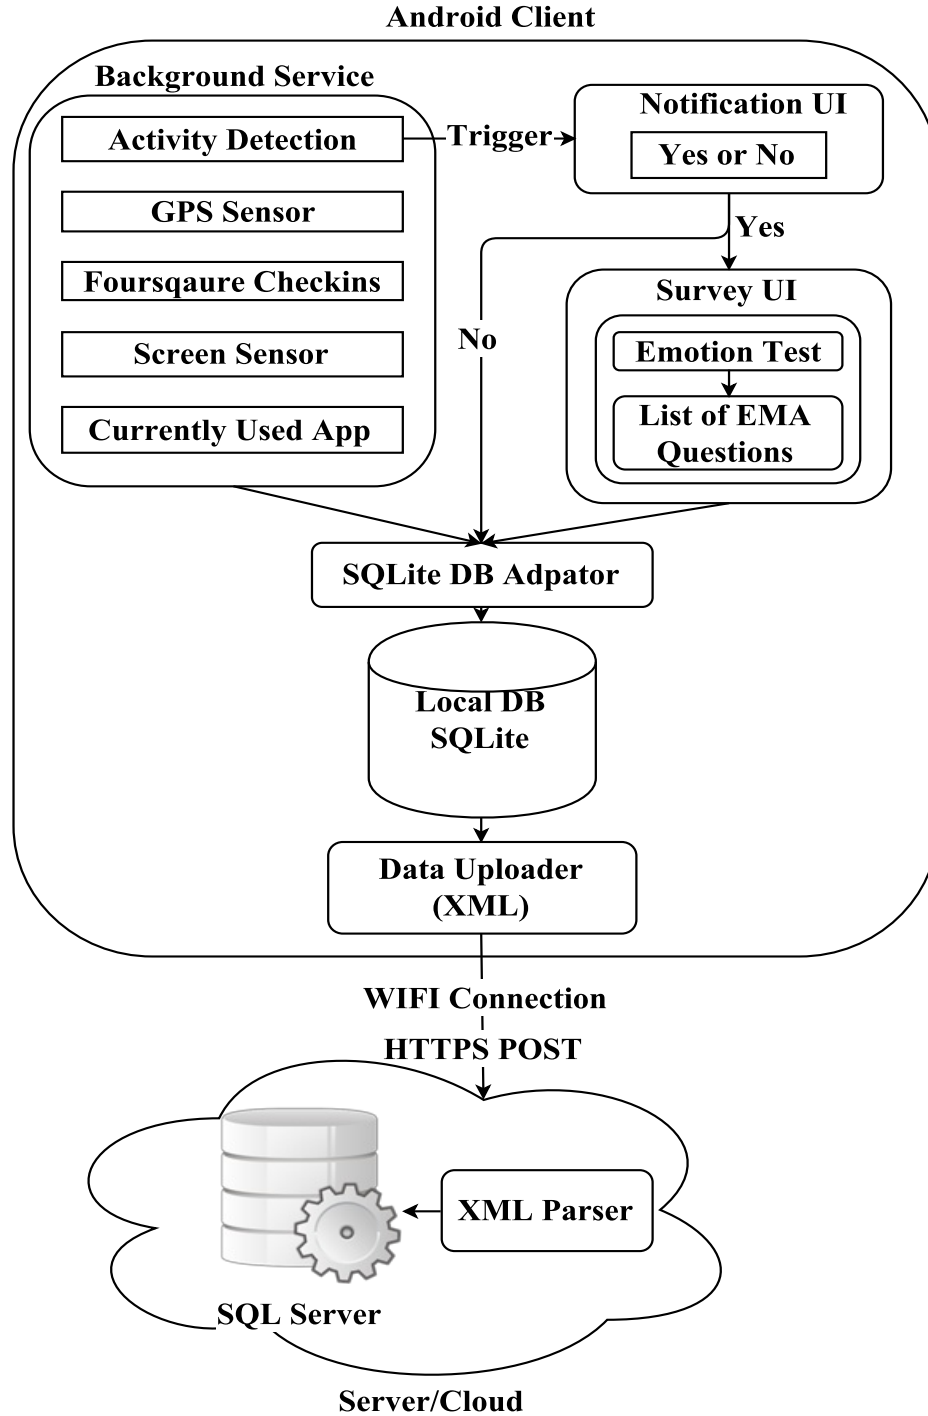 Android Client
Background Service
Activity Detection
GPS Sensor
Foursqaure Checkins
Screen Sensor
Currently Used App
Trigger
Notification UI
Yes or No
Yes
No
Survey UI
Emotion Test
List of EMA
Questions
SQLite DB Adpator
Local DB
SQLite
Data Uploader
(XML)
WIFI Connection
HTTPS POST
XML Parser
SQL Server
Server/Cloud